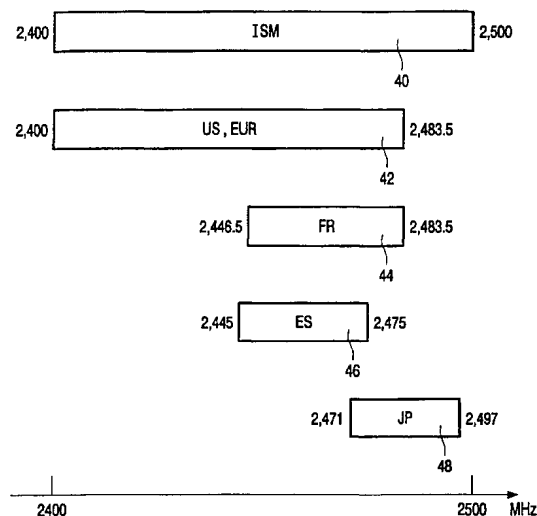 2,400 ISM 2,500
40
2,400 US, EUR 2,483.5
42
2,446.5 FR 2,483.5
44
2,445 ES 2,475
46
2,471 JP 2,497
48
2400 2500 MHz